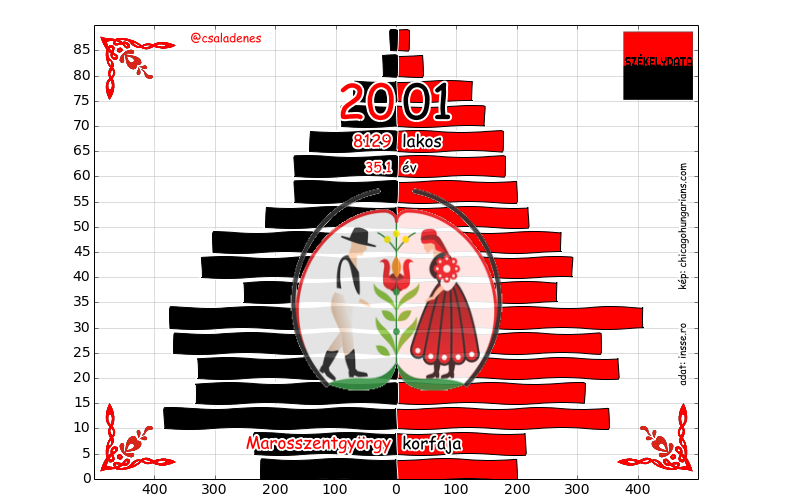 @csaladenes
SZÉKELYDATA
2001
8129 lakos
35.1 év
Marosszentgyörgy korfája
kép: chicagohungarians.com
adat: insse.ro
85
80
75
70
65
60
55
50
45
40
35
30
25
20
15
10
5
0
400 300 200 100 0 100 200 300 400